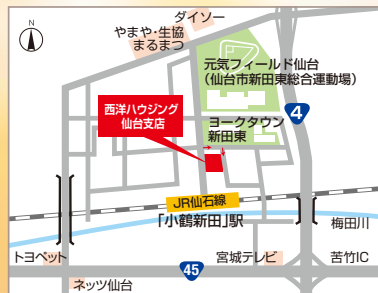 ダイソー
やまや・生協
まるまつ
元気フィールド仙台
(仙台市新田東総合運動場)
西洋ハウジング
仙台支店
ヨークタウン
新田東
4
JR仙石線
「小鶴新田」駅
梅田川
トヨペット
宮城テレビ
苦竹IC
45
ネッツ仙台